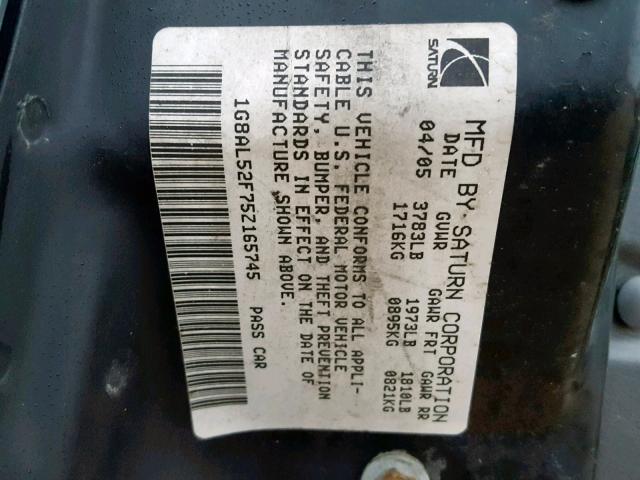 SATURN
MFD BY SATURN CORPORATION
DATE GVWR GAWR FRT GAWR RR
04/05 3783LB 1973LB 1810LB
1716KG 0895KG 0821KG
THIS VEHICLE CONFORMS TO ALL APPLI-
CABLE U.S. FEDERAL MOTOR VEHICLE
SAFETY, BUMPER, AND THEFT PREVENTION
STANDARDS IN EFFECT ON THE DATE OF
MANUFACTURE SHOWN ABOVE.
1G8AL52F75Z165745 PASS CAR